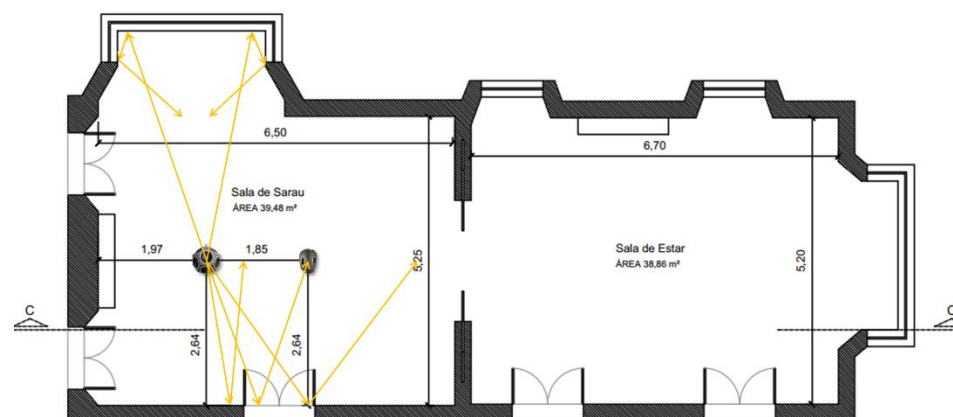 6,50
6,70
Sala de Sarau
ÁREA 39,48 m²
Sala de Estar
ÁREA 38,86 m²
1,97
1,85
5,25
5,20
2,64
2,64
C
C